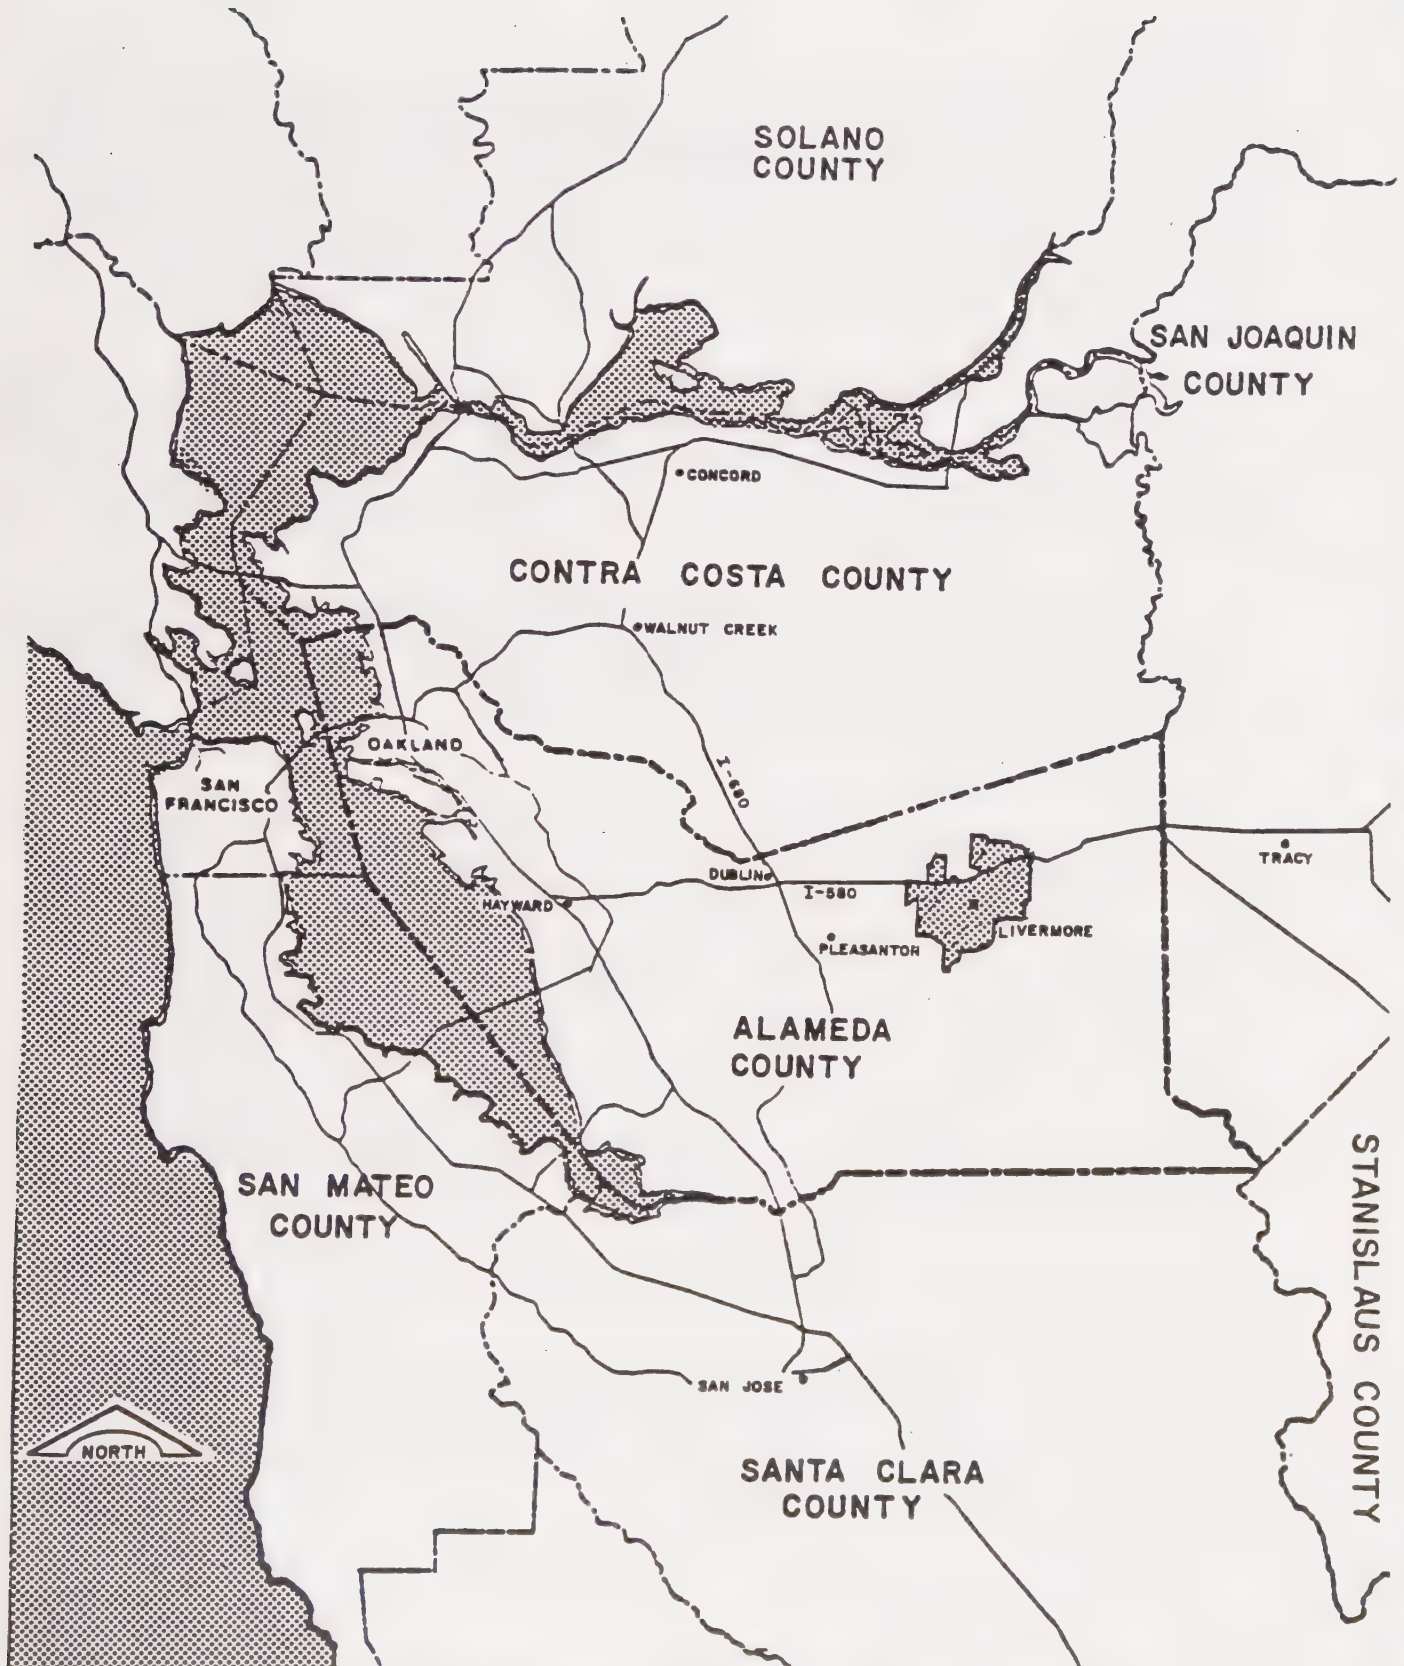 SOLANO
COUNTY
SAN JOAQUIN
COUNTY
CONCORD
CONTRA COSTA COUNTY
WALNUT CREEK
OAKLAND
SAN
FRANCISCO
I-680
DUBLIN
I-580
TRACY
HAYWARD
LIVERMORE
PLEASANTON
ALAMEDA
COUNTY
SAN MATEO
COUNTY
STANISLAUS COUNTY
SAN JOSE
NORTH
SANTA CLARA
COUNTY